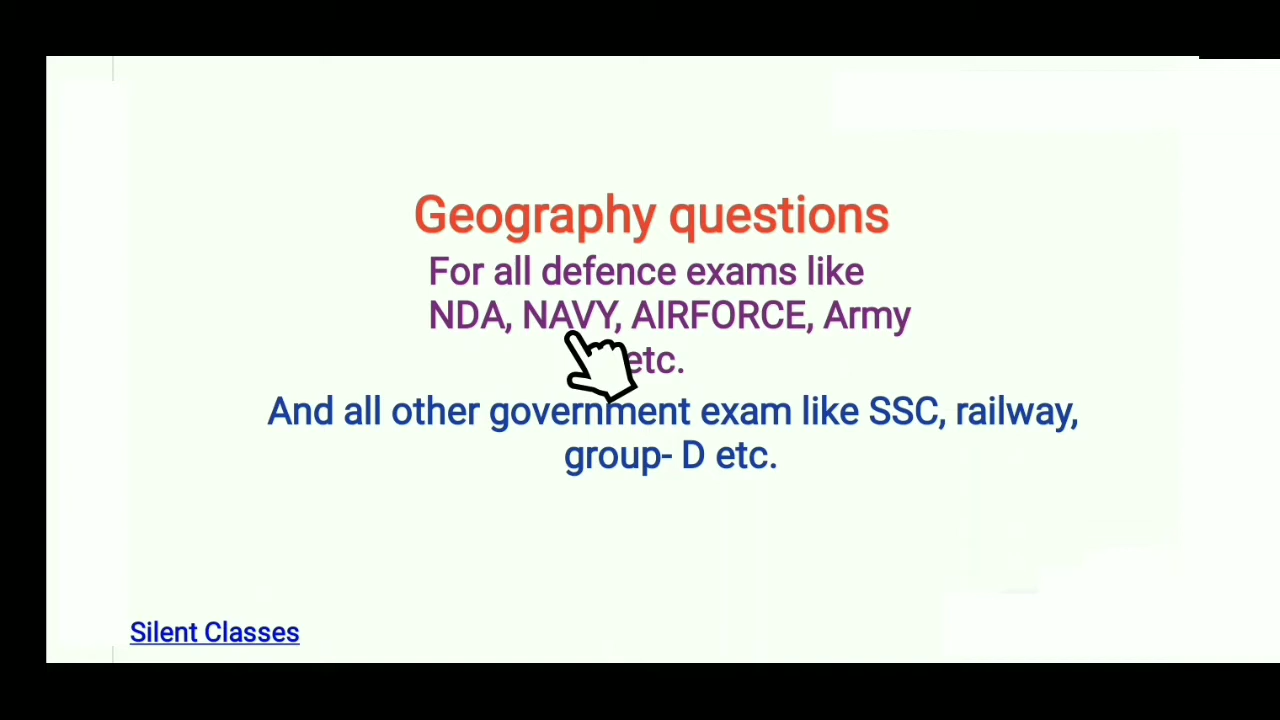 Geography questions
For all defence exams like
NDA, NAVY, AIRFORCE, Army
etc.
And all other government exam like SSC, railway,
group- D etc.
Silent Classes